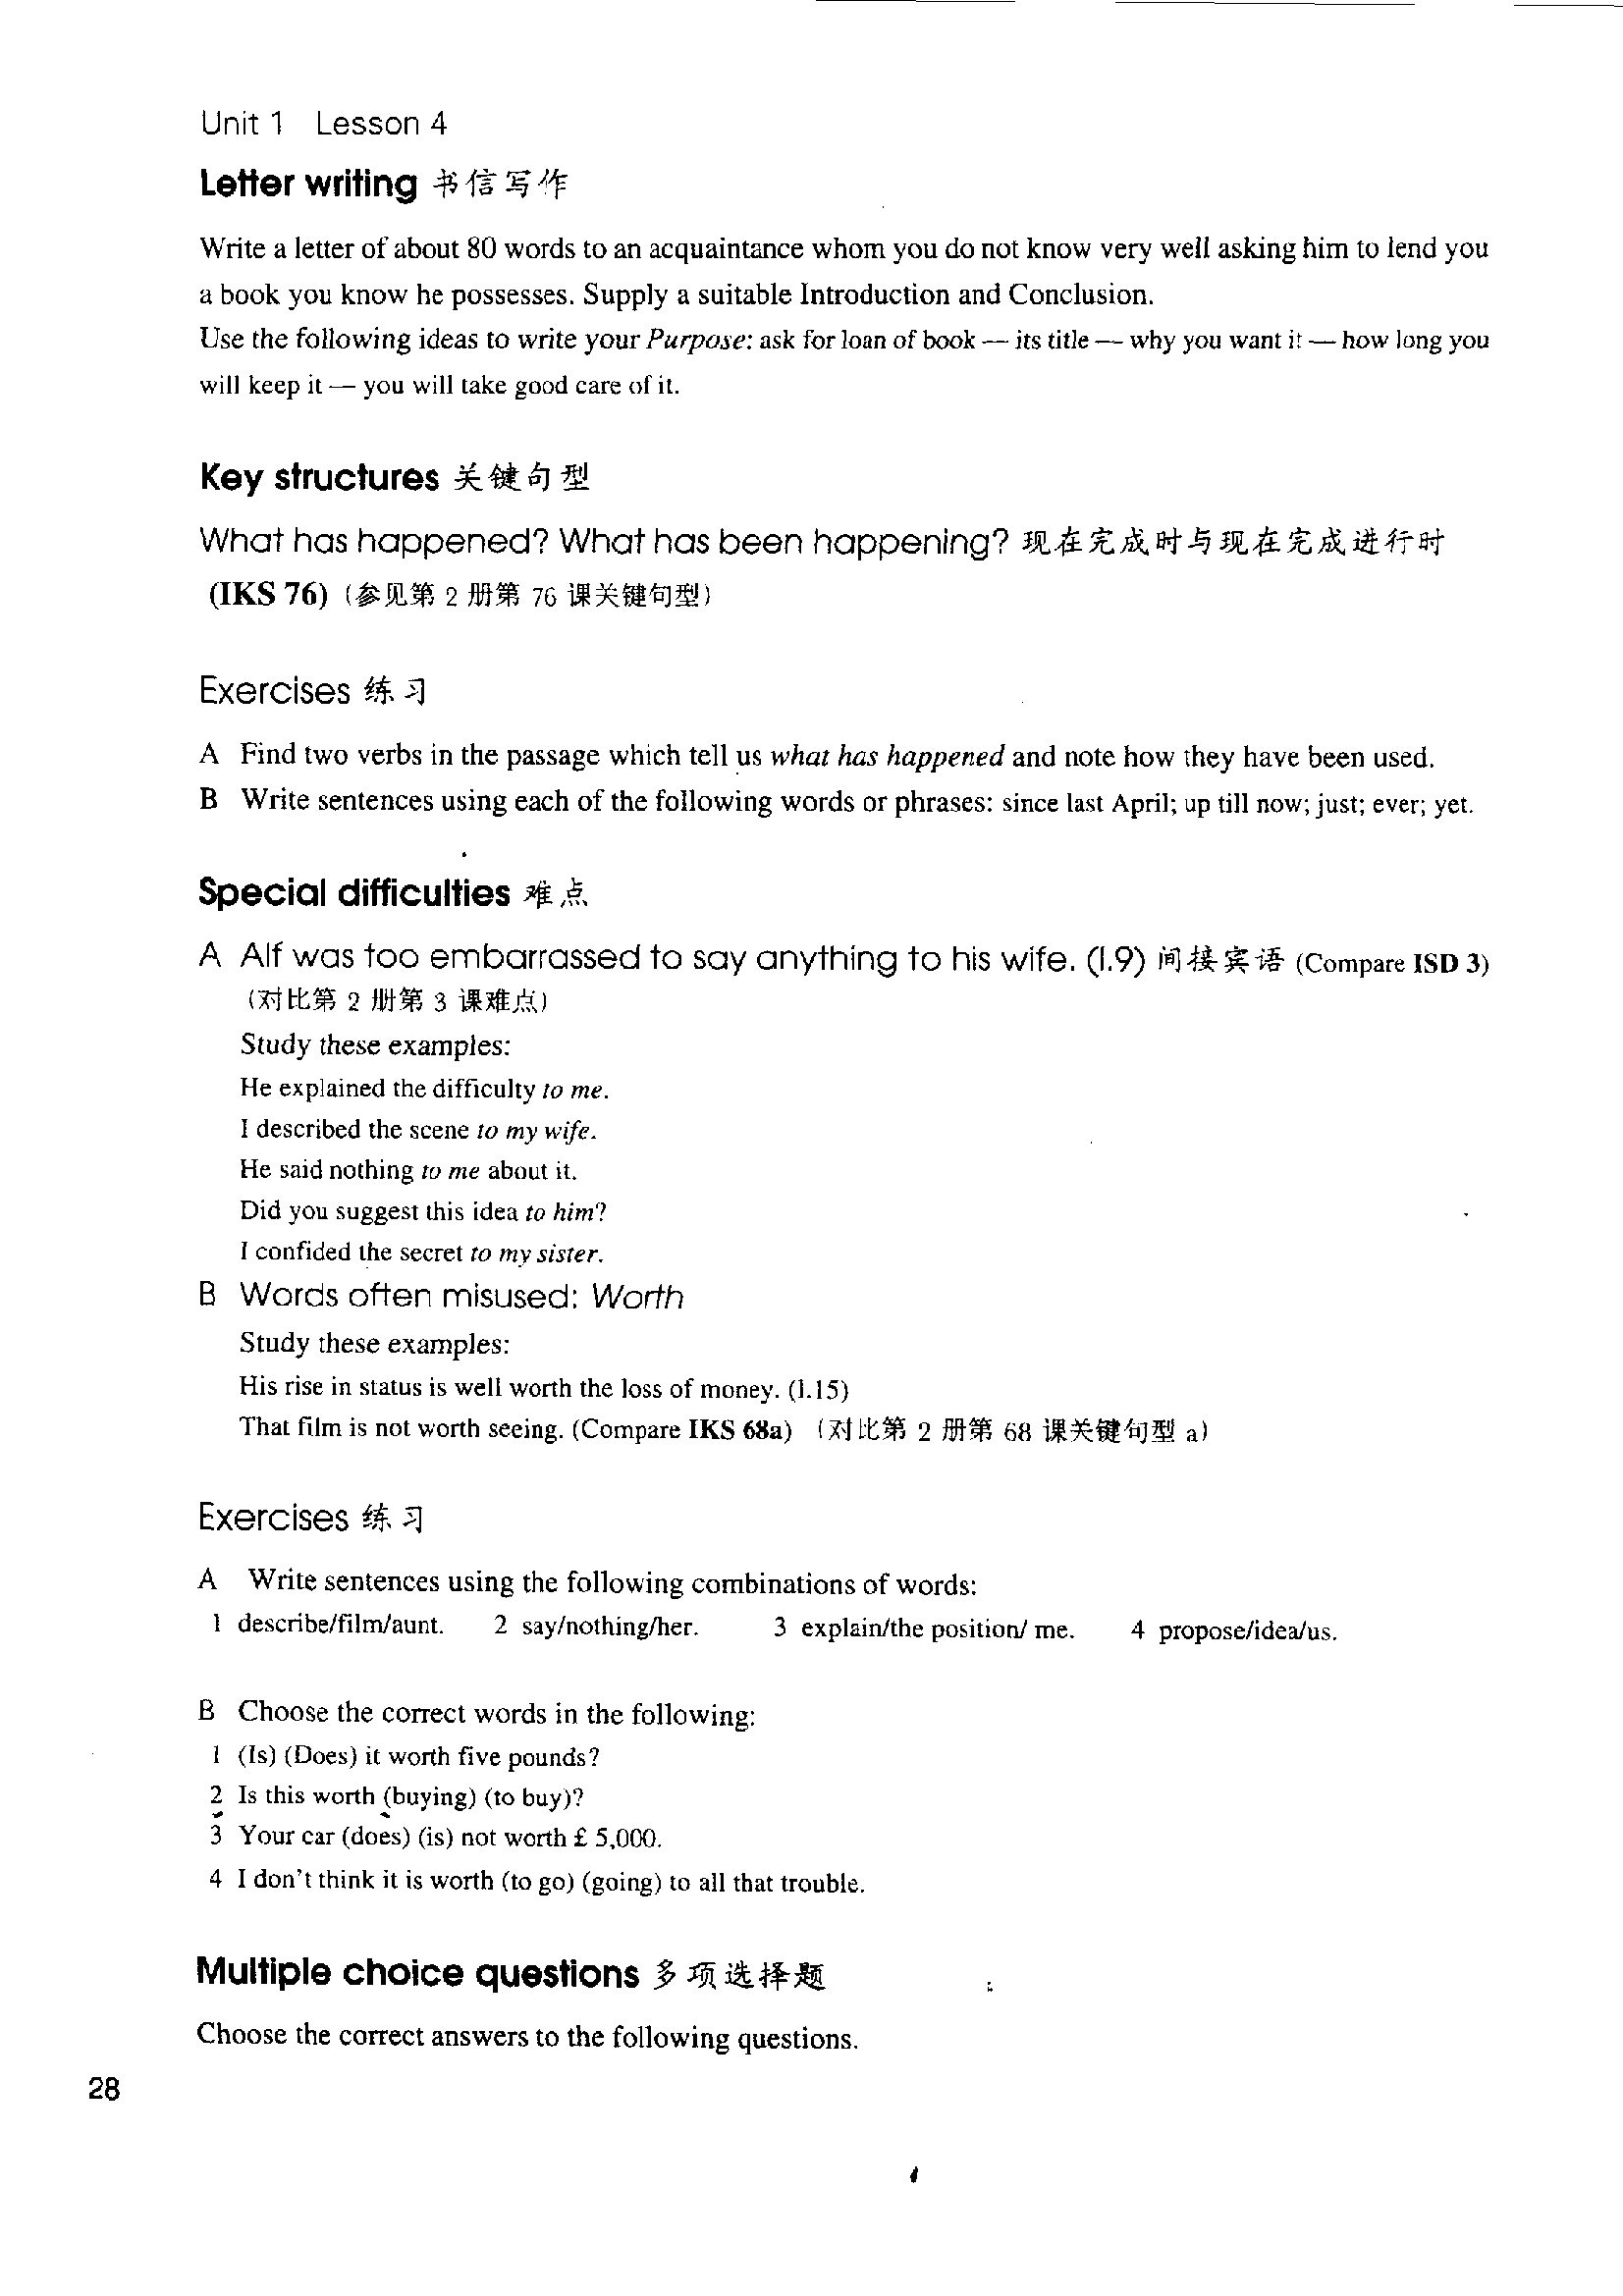 Unit 1 Lesson 4
Letter writing 书信写作
Write a letter of about 80 words to an acquaintance whom you do not know very well asking him to lend you
a book you know he possesses. Supply a suitable Introduction and Conclusion.
Use the following ideas to write your Purpose: ask for loan of book — its title — why you want it — how long you
will keep it — you will take good care of it.
Key structures 关键句型
What has happened? What has been happening? 现在完成时与现在完成进行时
(IKS 76) (参见第 2 册第 76 课关键句型)
Exercises 练习
A Find two verbs in the passage which tell us what has happened and note how they have been used.
B Write sentences using each of the following words or phrases: since last April; up till now; just; ever; yet.
Special difficulties 难点
A Alf was too embarrassed to say anything to his wife. (l.9) 间接宾语 (Compare ISD 3)
(对比第 2 册第 3 课难点)
Study these examples:
He explained the difficulty to me.
I described the scene to my wife.
He said nothing to me about it.
Did you suggest this idea to him?
I confided the secret to my sister.
B Words often misused: Worth
Study these examples:
His rise in status is well worth the loss of money. (l.15)
That film is not worth seeing. (Compare IKS 68a) (对比第 2 册第 68 课关键句型 a)
Exercises 练习
A Write sentences using the following combinations of words:
1 describe/film/aunt. 2 say/nothing/her. 3 explain/the position/ me. 4 propose/idea/us.
B Choose the correct words in the following:
1 (Is) (Does) it worth five pounds?
2 Is this worth (buying) (to buy)?
3 Your car (does) (is) not worth £ 5,000.
4 I don't think it is worth (to go) (going) to all that trouble.
Multiple choice questions 多项选择题
Choose the correct answers to the following questions.
28